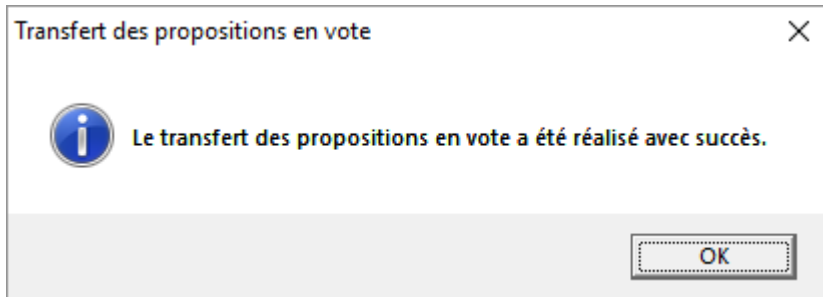 Transfert des propositions en vote
Le transfert des propositions en vote a été réalisé avec succès.
OK